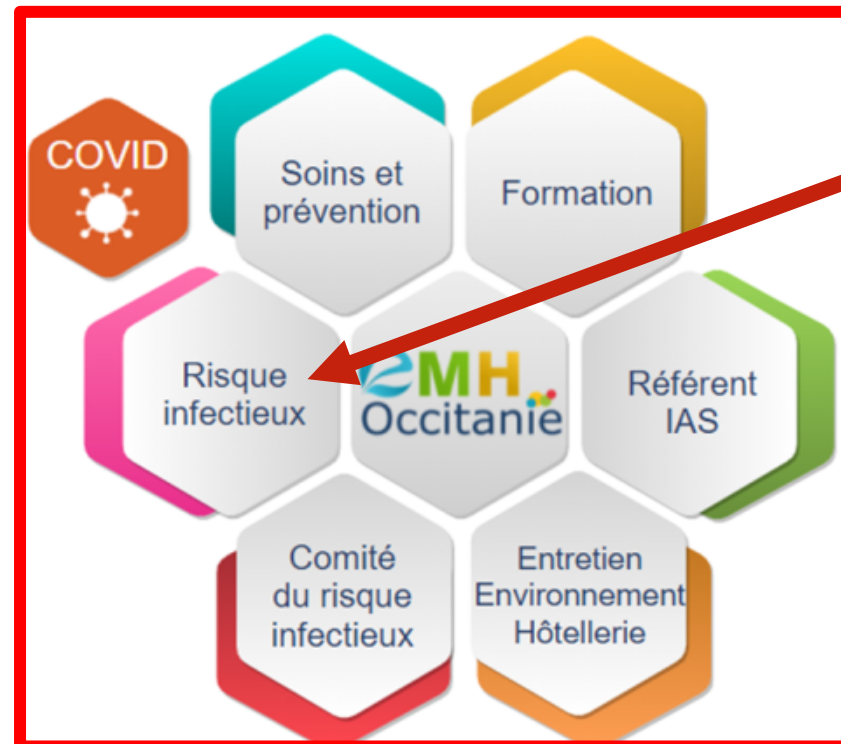 COVID
Soins et
prévention
Formation
Risque
infectieux
eMH
Occitanie
Référent
IAS
Comité
du risque
infectieux
Entretien
Environnement
Hôtellerie